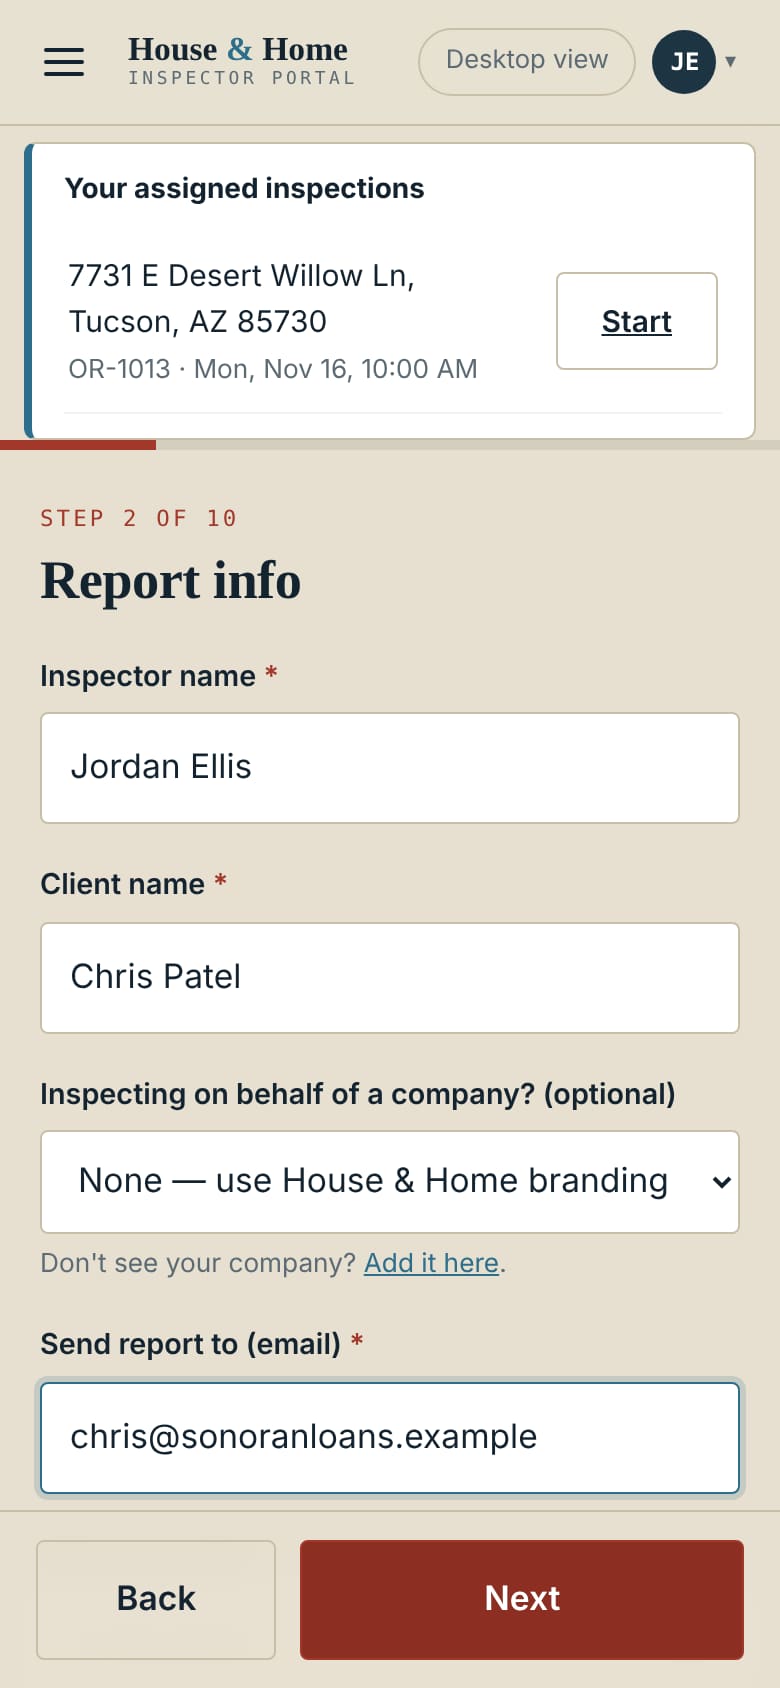 House & Home
INSPECTOR PORTAL
Desktop view
JE ▾
Your assigned inspections
7731 E Desert Willow Ln,
Tucson, AZ 85730
OR-1013 · Mon, Nov 16, 10:00 AM
Start
STEP 2 OF 10
Report info
Inspector name *
Jordan Ellis
Client name *
Chris Patel
Inspecting on behalf of a company? (optional)
None — use House & Home branding
Don't see your company? Add it here.
Send report to (email) *
chris@sonoranloans.example
Back
Next